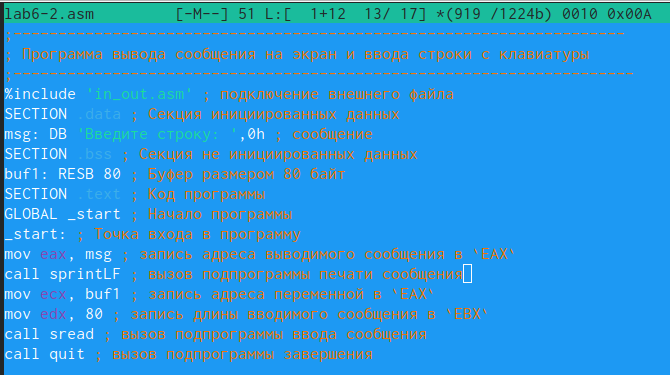 lab6-2.asm [-M--] 51 L:[ 1+12 13/ 17] *(919 /1224b) 0010 0x00A
;--------------------------------------------------------------------
; Программа вывода сообщения на экран и ввода строки с клавиатуры
;---------------------------------------------------------------------
%include 'in_out.asm' ; подключение внешнего файла
SECTION .data ; Секция инициированных данных
msg: DB 'Введите строку: ',0h ; сообщение
SECTION .bss ; Секция не инициированных данных
buf1: RESB 80 ; Буфер размером 80 байт
SECTION .text ; Код программы
GLOBAL _start ; Начало программы
_start: ; Точка входа в программу
mov eax, msg ; запись адреса выводимого сообщения в `EAX`
call sprintLF ; вызов подпрограммы печати сообщения
mov ecx, buf1 ; запись адреса переменной в `EAX`
mov edx, 80 ; запись длины вводимого сообщения в `EBX`
call sread ; вызов подпрограммы ввода сообщения
call quit ; вызов подпрограммы завершения